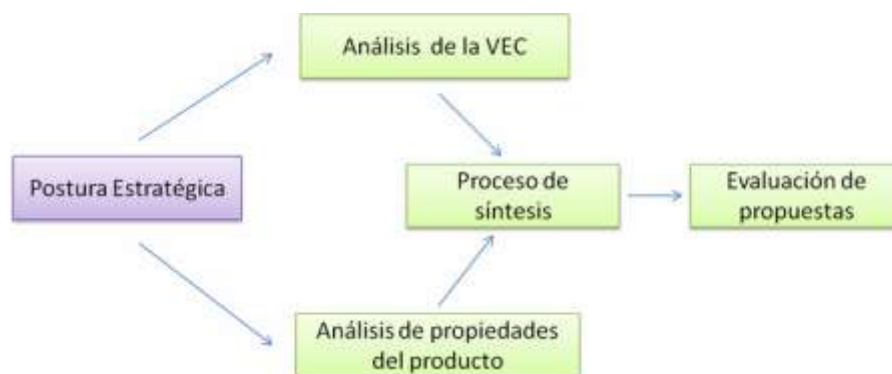 Análisis de la VEC
Postura Estratégica
Proceso de
síntesis
Evaluación de
propuestas
Análisis de propiedades
del producto